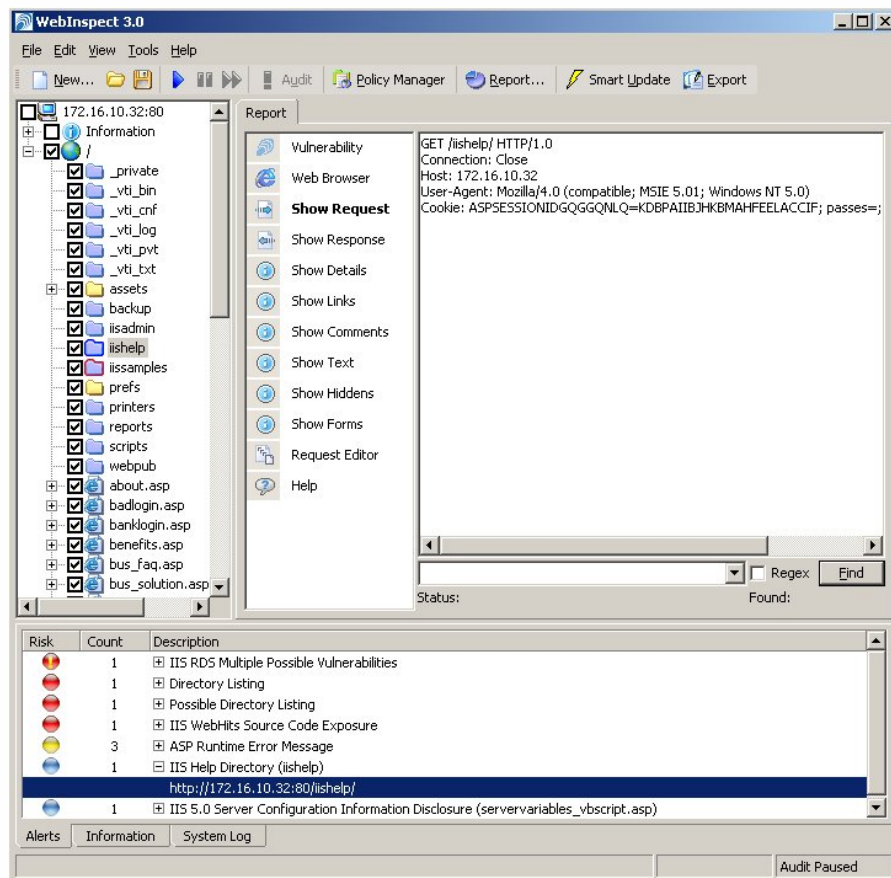 WebInspect 3.0
File Edit View Tools Help
New... Audit Policy Manager Report... Smart Update Export
172.16.10.32:80
Information
/
_private
_vti_bin
_vti_cnf
_vti_log
_vti_pvt
_vti_txt
assets
backup
iisadmin
iishelp
iissamples
prefs
printers
reports
scripts
webpub
about.asp
badlogin.asp
banklogin.asp
benefits.asp
bus_faq.asp
bus_solution.asp
Report
Vulnerability
Web Browser
Show Request
Show Response
Show Details
Show Links
Show Comments
Show Text
Show Hiddens
Show Forms
Request Editor
Help
GET /iishelp/ HTTP/1.0
Connection: Close
Host: 172.16.10.32
User-Agent: Mozilla/4.0 (compatible; MSIE 5.01; Windows NT 5.0)
Cookie: ASPSESSIONIDGQGGQNLQ=KDBPAIIBJHKBMAHFEELACCIF; passes=;
Regex Find
Status: Found:
Risk Count Description
1 IIS RDS Multiple Possible Vulnerabilities
1 Directory Listing
1 Possible Directory Listing
1 IIS WebHits Source Code Exposure
3 ASP Runtime Error Message
1 IIS Help Directory (iishelp)
http://172.16.10.32:80/iishelp/
1 IIS 5.0 Server Configuration Information Disclosure (servervariables_vbscript.asp)
Alerts Information System Log
Audit Paused